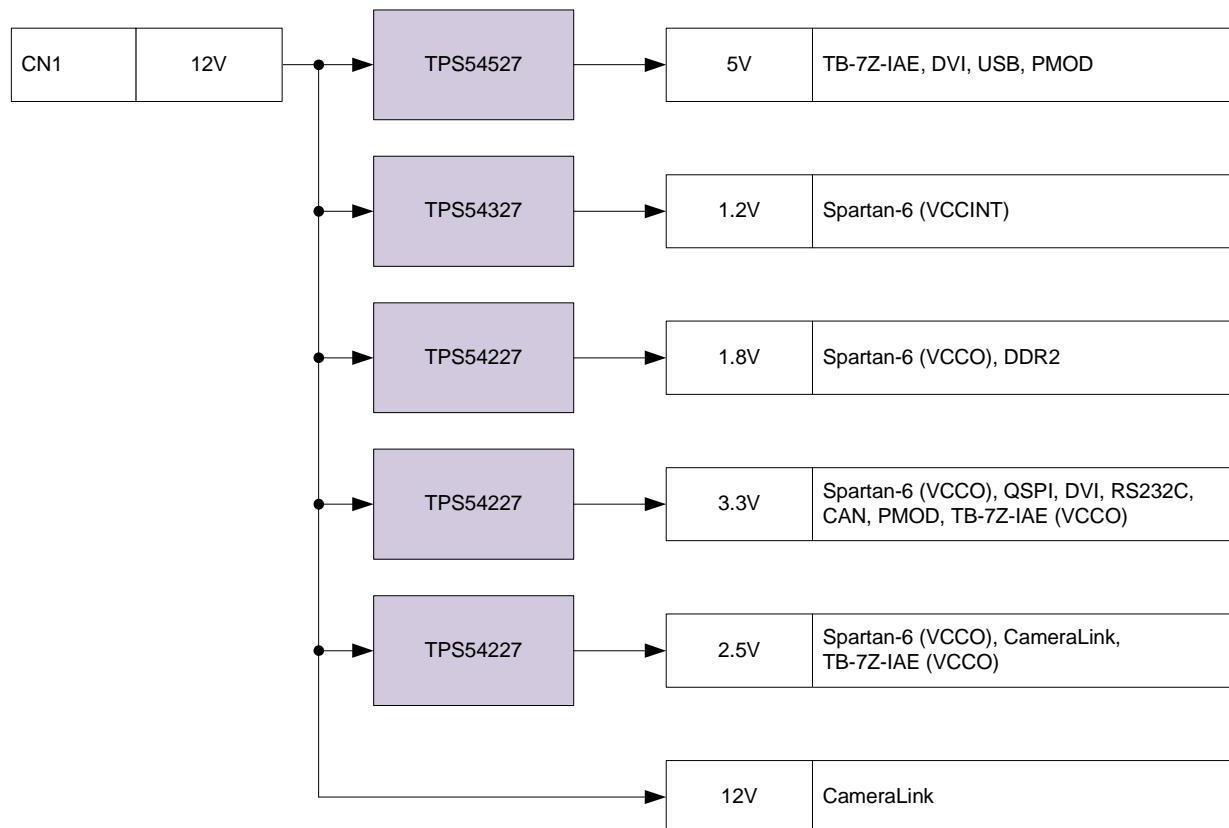 CN1 12V TPS54527 5V TB-7Z-IAE, DVI, USB, PMOD
TPS54327 1.2V Spartan-6 (VCCINT)
TPS54227 1.8V Spartan-6 (VCCO), DDR2
TPS54227 3.3V Spartan-6 (VCCO), QSPI, DVI, RS232C,
CAN, PMOD, TB-7Z-IAE (VCCO)
TPS54227 2.5V Spartan-6 (VCCO), CameraLink,
TB-7Z-IAE (VCCO)
12V CameraLink